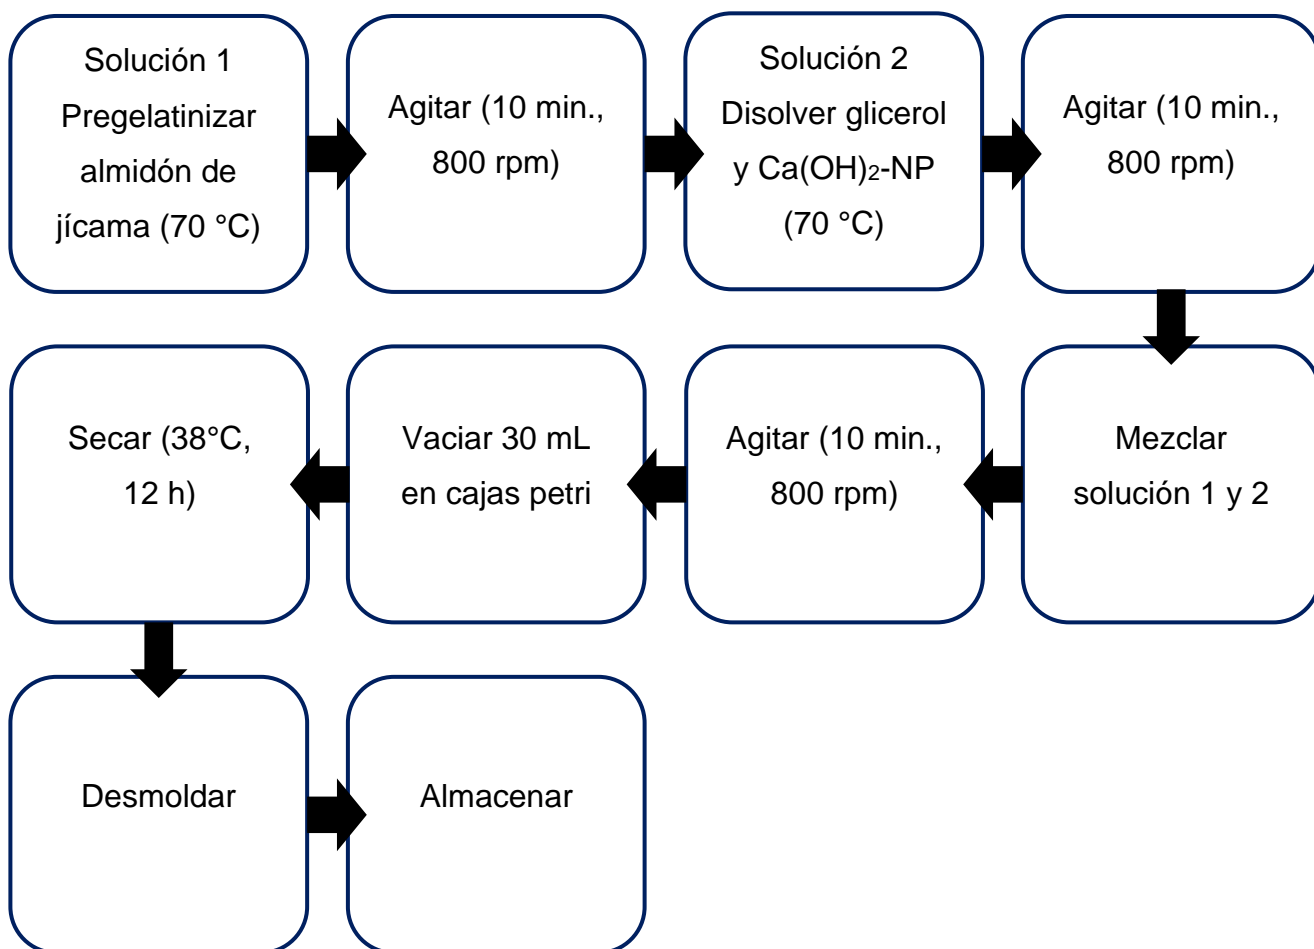 Solución 1
Pregelatinizar
almidón de
jícama (70 °C)
Agitar (10 min.,
800 rpm)
Solución 2
Disolver glicerol
y Ca(OH)₂-NP
(70 °C)
Agitar (10 min.,
800 rpm)
Mezclar
solución 1 y 2
Agitar (10 min.,
800 rpm)
Vaciar 30 mL
en cajas petri
Secar (38°C,
12 h)
Desmoldar
Almacenar